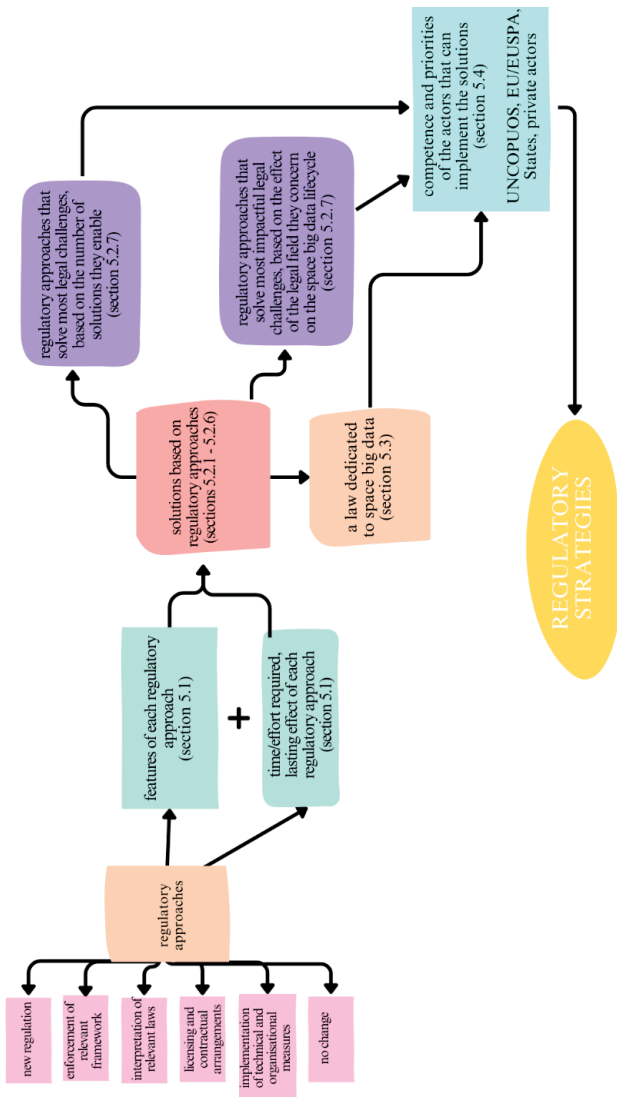 new regulation
enforcement of
relevant
framework
interpretation of
relevant laws
licensing and
contractual
arrangements
implementation
of technical and
organisational
measures
no change
regulatory
approaches
features of each regulatory
approach
(section 5.1)
+
time/effort required,
lasting effect of each
regulatory approach
(section 5.1)
solutions based on
regulatory approaches
(sections 5.2.1 - 5.2.6)
a law dedicated
to space big data
(section 5.3)
regulatory approaches that
solve most legal challenges,
based on the number of
solutions they enable
(section 5.2.7)
regulatory approaches that
solve most impactful legal
challenges, based on the effect
of the legal field they concern
on the space big data lifecycle
(section 5.2.7)
competence and priorities
of the actors that can
implement the solutions
(section 5.4)
UNCOPUOS, EU/EUSPA,
States, private actors
REGULATORY
STRATEGIES